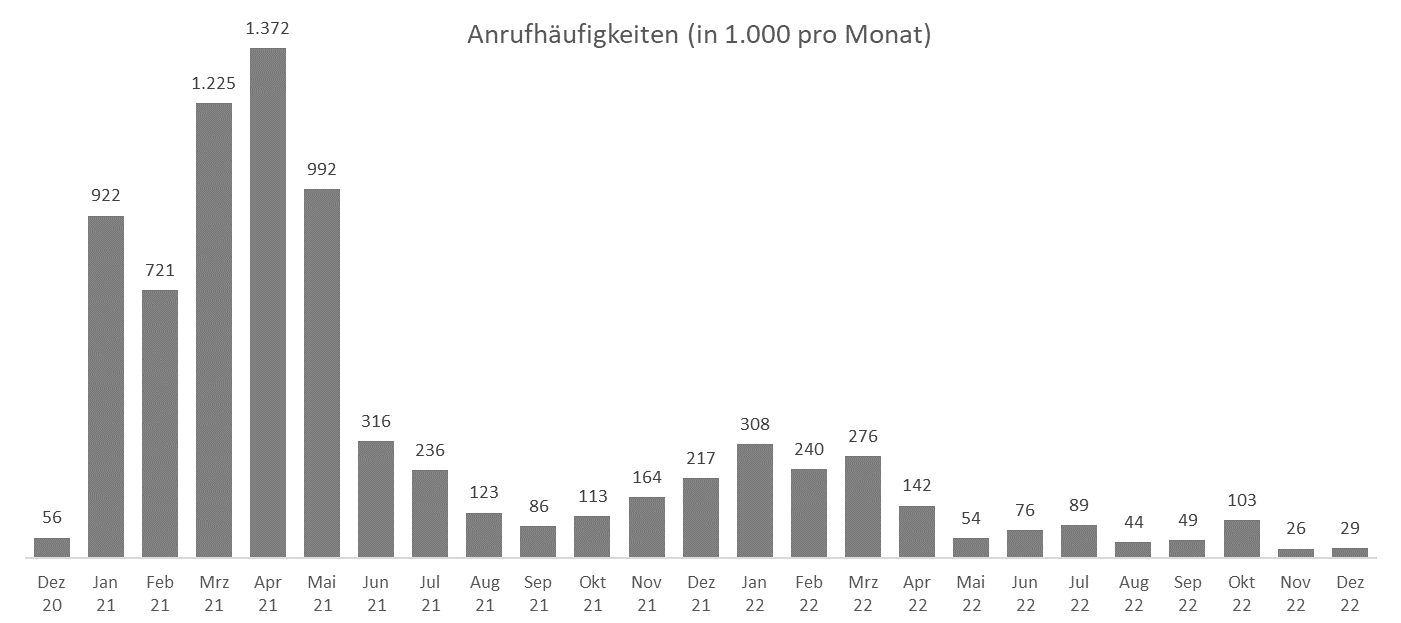 Anrufhäufigkeiten (in 1.000 pro Monat)
56
922
721
1.225
1.372
992
316
236
123
86
113
164
217
308
240
276
142
54
76
89
44
49
103
26
29
Dez 20
Jan 21
Feb 21
Mrz 21
Apr 21
Mai 21
Jun 21
Jul 21
Aug 21
Sep 21
Okt 21
Nov 21
Dez 21
Jan 22
Feb 22
Mrz 22
Apr 22
Mai 22
Jun 22
Jul 22
Aug 22
Sep 22
Okt 22
Nov 22
Dez 22